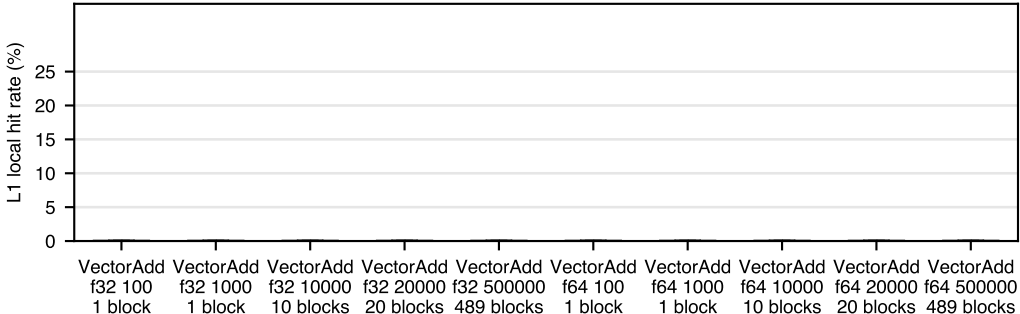 L1 local hit rate (%)
25
20
15
10
5
0
VectorAdd VectorAdd VectorAdd VectorAdd VectorAdd VectorAdd VectorAdd VectorAdd VectorAdd VectorAdd
f32 100 f32 1000 f32 10000 f32 20000 f32 500000 f64 100 f64 1000 f64 10000 f64 20000 f64 500000
1 block 1 block 10 blocks 20 blocks 489 blocks 1 block 1 block 10 blocks 20 blocks 489 blocks